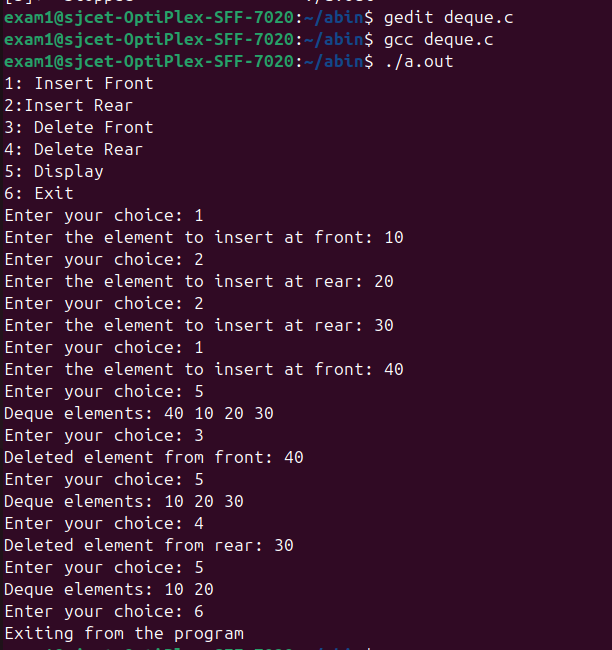 exam1@sjcet-OptiPlex-SFF-7020:~/abin$ gedit deque.c
exam1@sjcet-OptiPlex-SFF-7020:~/abin$ gcc deque.c
exam1@sjcet-OptiPlex-SFF-7020:~/abin$ ./a.out
1: Insert Front
2:Insert Rear
3: Delete Front
4: Delete Rear
5: Display
6: Exit
Enter your choice: 1
Enter the element to insert at front: 10
Enter your choice: 2
Enter the element to insert at rear: 20
Enter your choice: 2
Enter the element to insert at rear: 30
Enter your choice: 1
Enter the element to insert at front: 40
Enter your choice: 5
Deque elements: 40 10 20 30
Enter your choice: 3
Deleted element from front: 40
Enter your choice: 5
Deque elements: 10 20 30
Enter your choice: 4
Deleted element from rear: 30
Enter your choice: 5
Deque elements: 10 20
Enter your choice: 6
Exiting from the program